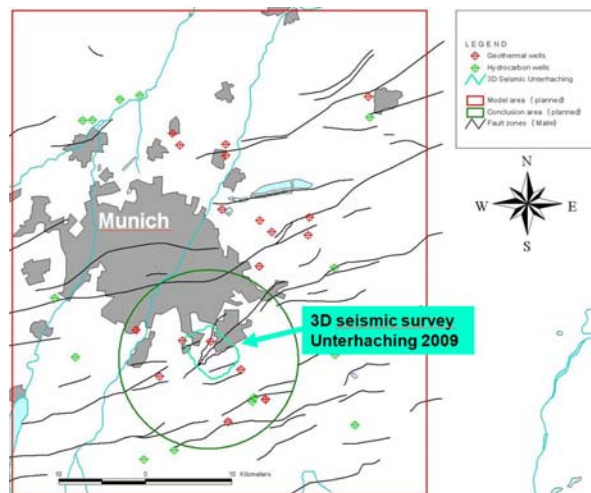 LEGEND
Geothermal wells
Hydrocarbon wells
3D Seismic Unterhaching
Model area (planned)
Conclusion area (planned)
Fault zones (Malm)
N
W E
S
Munich
3D seismic survey
Unterhaching 2009
10 0 10 Kilometers